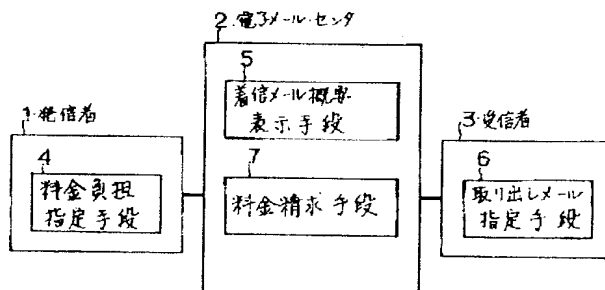 2.電子メール・センタ
5
着信メール概要
表示手段
1.発信者
4
料金負担
指定手段
7
料金精求手段
3.受信者
6
取り出しメール
指定手段